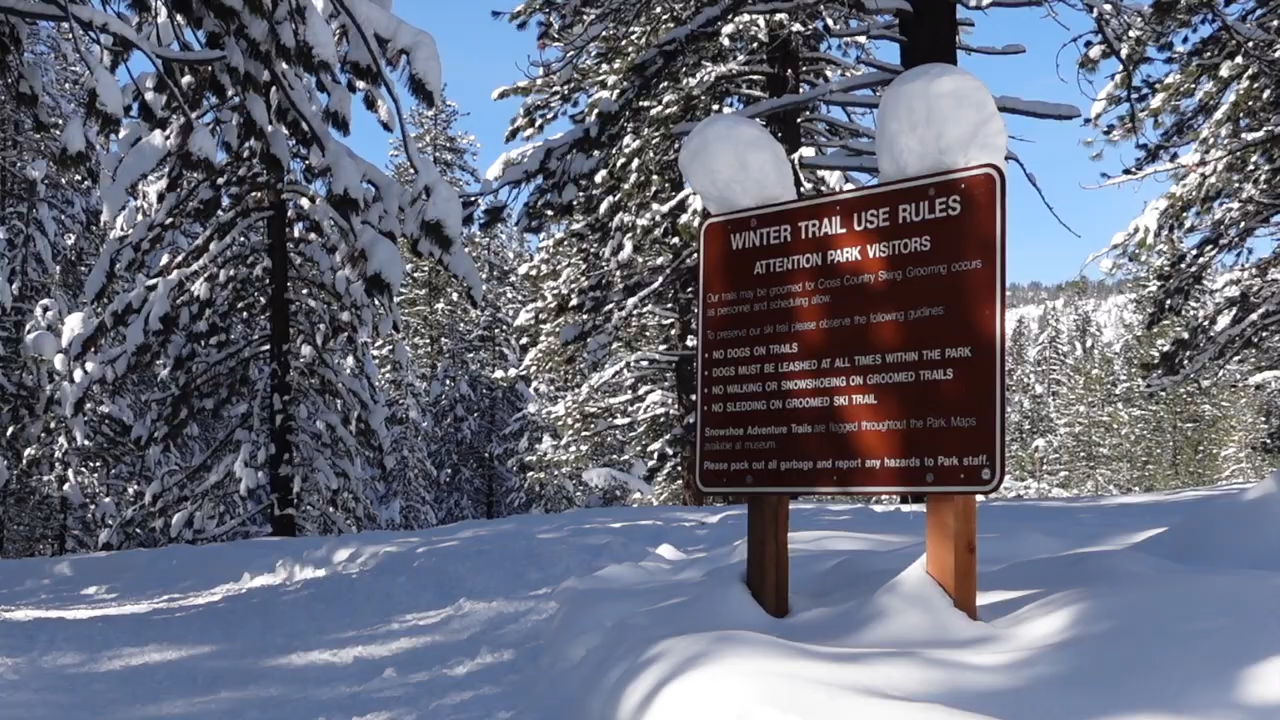 WINTER TRAIL USE RULES
ATTENTION PARK VISITORS
Our trails may be groomed for Cross Country Skiing. Grooming occurs
as personnel and scheduling allow.
To preserve our ski trail please observe the following guidlines:
• NO DOGS ON TRAILS
• DOGS MUST BE LEASHED AT ALL TIMES WITHIN THE PARK
• NO WALKING OR SNOWSHOEING ON GROOMED TRAILS
• NO SLEDDING ON GROOMED SKI TRAIL
Snowshoe Adventure Trails are flagged throughout the Park. Maps
available at museum.
Please pack out all garbage and report any hazards to Park staff.